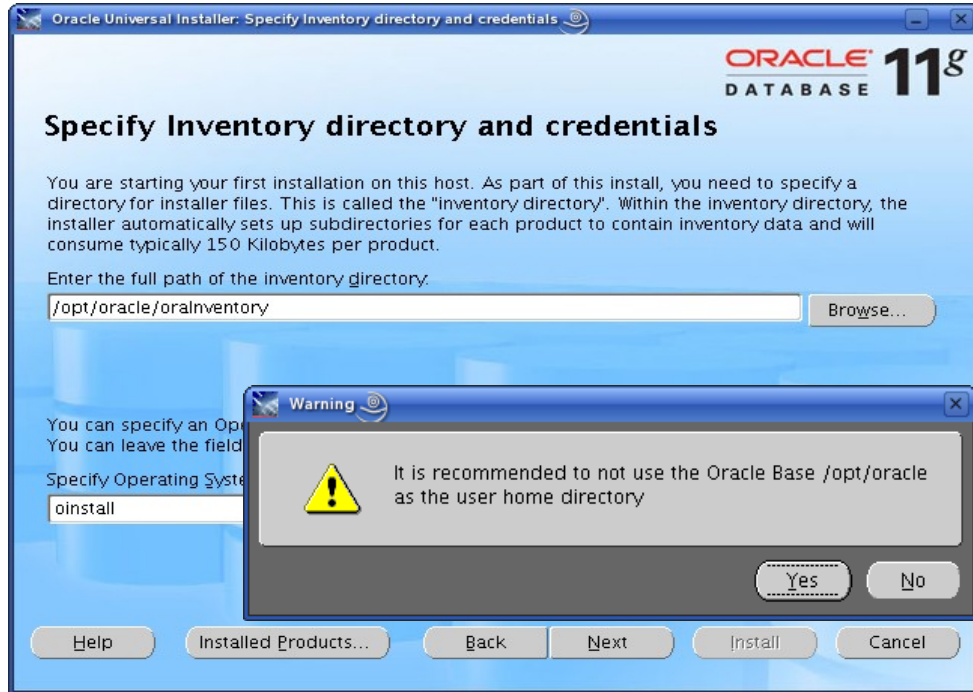 Oracle Universal Installer: Specify Inventory directory and credentials
ORACLE
DATABASE 11g
Specify Inventory directory and credentials
You are starting your first installation on this host. As part of this install, you need to specify a
directory for installer files. This is called the "inventory directory". Within the inventory directory, the
installer automatically sets up subdirectories for each product to contain inventory data and will
consume typically 150 Kilobytes per product.
Enter the full path of the inventory directory:
/opt/oracle/oraInventory
Browse...
You can specify an Ope
You can leave the field
Specify Operating Syste
oinstall
Warning
It is recommended to not use the Oracle Base /opt/oracle
as the user home directory
Yes No
Help Installed Products... Back Next Install Cancel